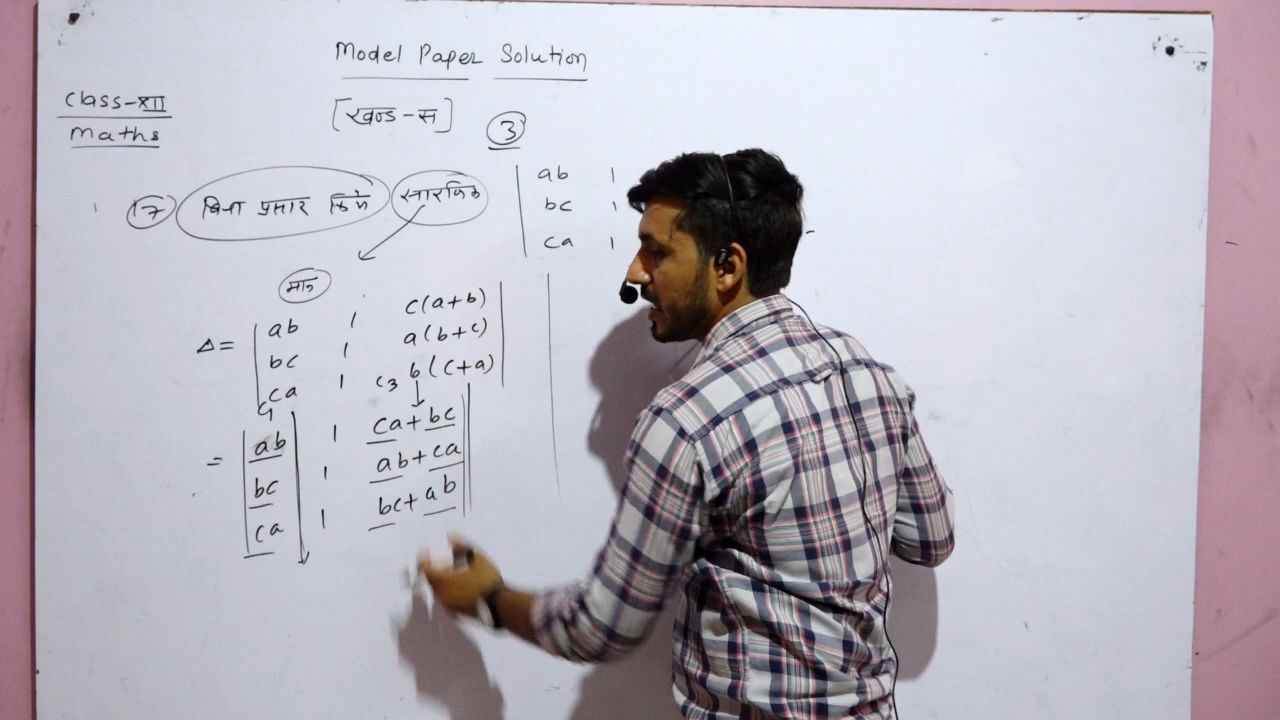 Model Paper Solution
Class-XII
Maths
[खण्ड-स]
3
17 बिना प्रसार किये सारणिक
ab 1
bc 1
ca 1
मान
Δ= ab 1 c(a+b)
bc 1 a(b+c)
ca 1 b(c+a)
C1 C3
= ab 1 ca+bc
bc 1 ab+ca
ca 1 bc+ab